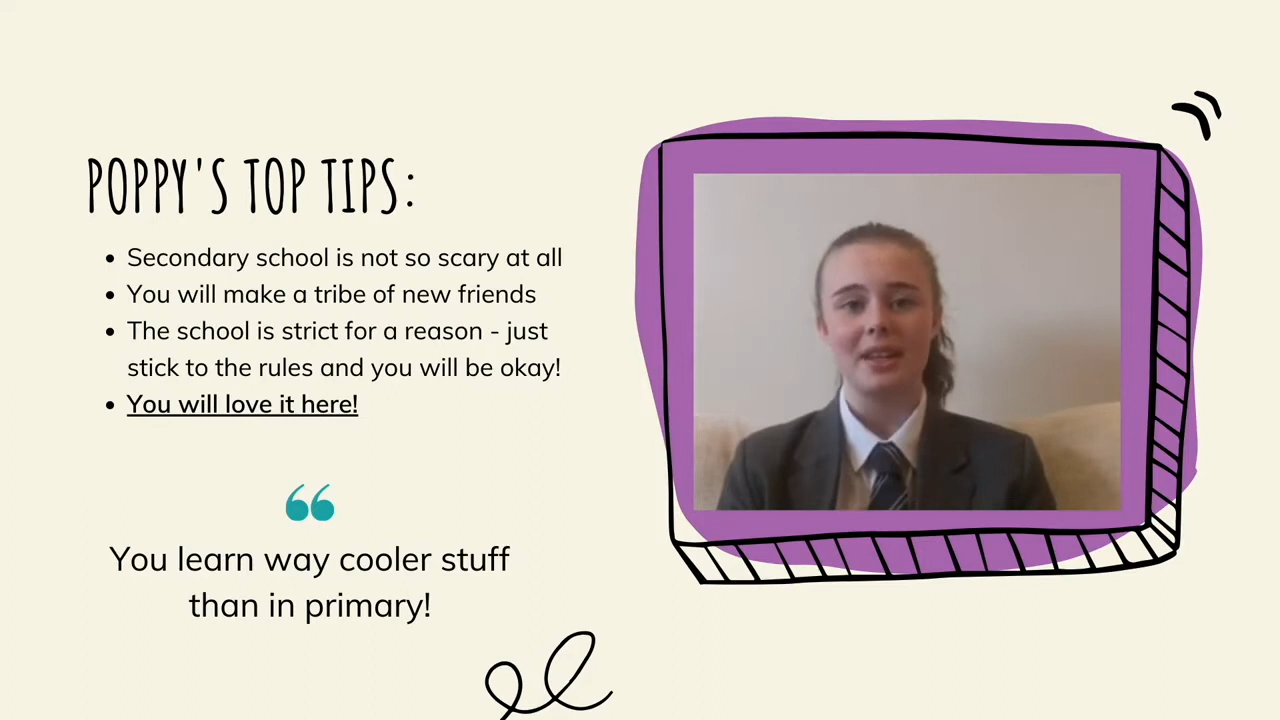 POPPY'S TOP TIPS:
• Secondary school is not so scary at all
• You will make a tribe of new friends
• The school is strict for a reason - just
stick to the rules and you will be okay!
• You will love it here!
“
You learn way cooler stuff
than in primary!